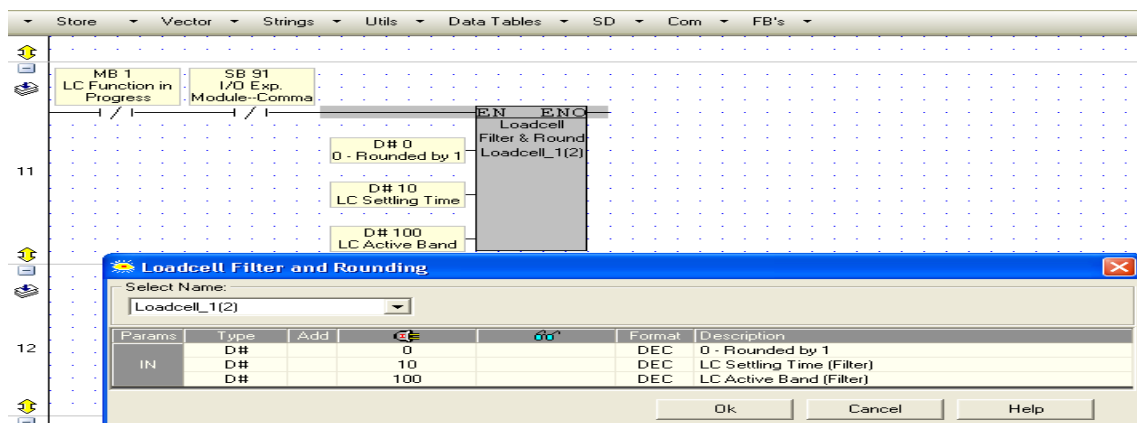 Store Vector Strings Utils Data Tables SD Com FB's
MB 1
LC Function in
Progress
SB 91
I/O Exp.
Module--Comma
EN ENO
Loadcell
Filter & Round
Loadcell_1(2)
D# 0
0 - Rounded by 1
11
D# 10
LC Settling Time
D# 100
LC Active Band
Loadcell Filter and Rounding
Select Name:
Loadcell_1(2)
Params Type Add Format Description
12
IN
D# 0 DEC 0 - Rounded by 1
D# 10 DEC LC Settling Time (Filter)
D# 100 DEC LC Active Band (Filter)
Ok Cancel Help